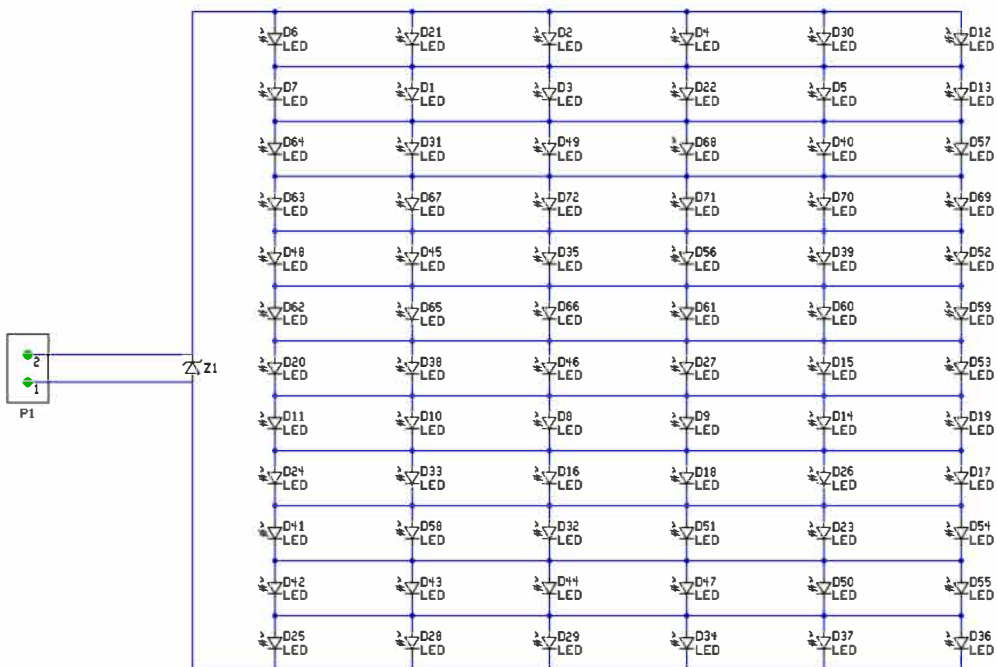 D6 D21 D2 D4 D30 D12
LED LED LED LED LED LED
D7 D1 D3 D22 D5 D13
LED LED LED LED LED LED
D64 D31 D49 D68 D40 D57
LED LED LED LED LED LED
D63 D67 D72 D71 D70 D69
LED LED LED LED LED LED
D48 D45 D35 D56 D39 D52
LED LED LED LED LED LED
D62 D65 D66 D61 D60 D59
LED LED LED LED LED LED
2 Z1 D20 D38 D46 D27 D15 D53
LED LED LED LED LED LED
1
P1 D11 D10 D8 D9 D14 D19
LED LED LED LED LED LED
D24 D33 D16 D18 D26 D17
LED LED LED LED LED LED
D41 D58 D32 D51 D23 D54
LED LED LED LED LED LED
D42 D43 D44 D47 D50 D55
LED LED LED LED LED LED
D25 D28 D29 D34 D37 D36
LED LED LED LED LED LED